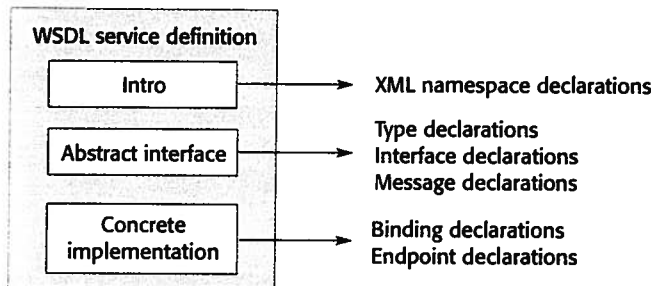 WSDL service definition
Intro
XML namespace declarations
Abstract interface
Type declarations
Interface declarations
Message declarations
Concrete
implementation
Binding declarations
Endpoint declarations